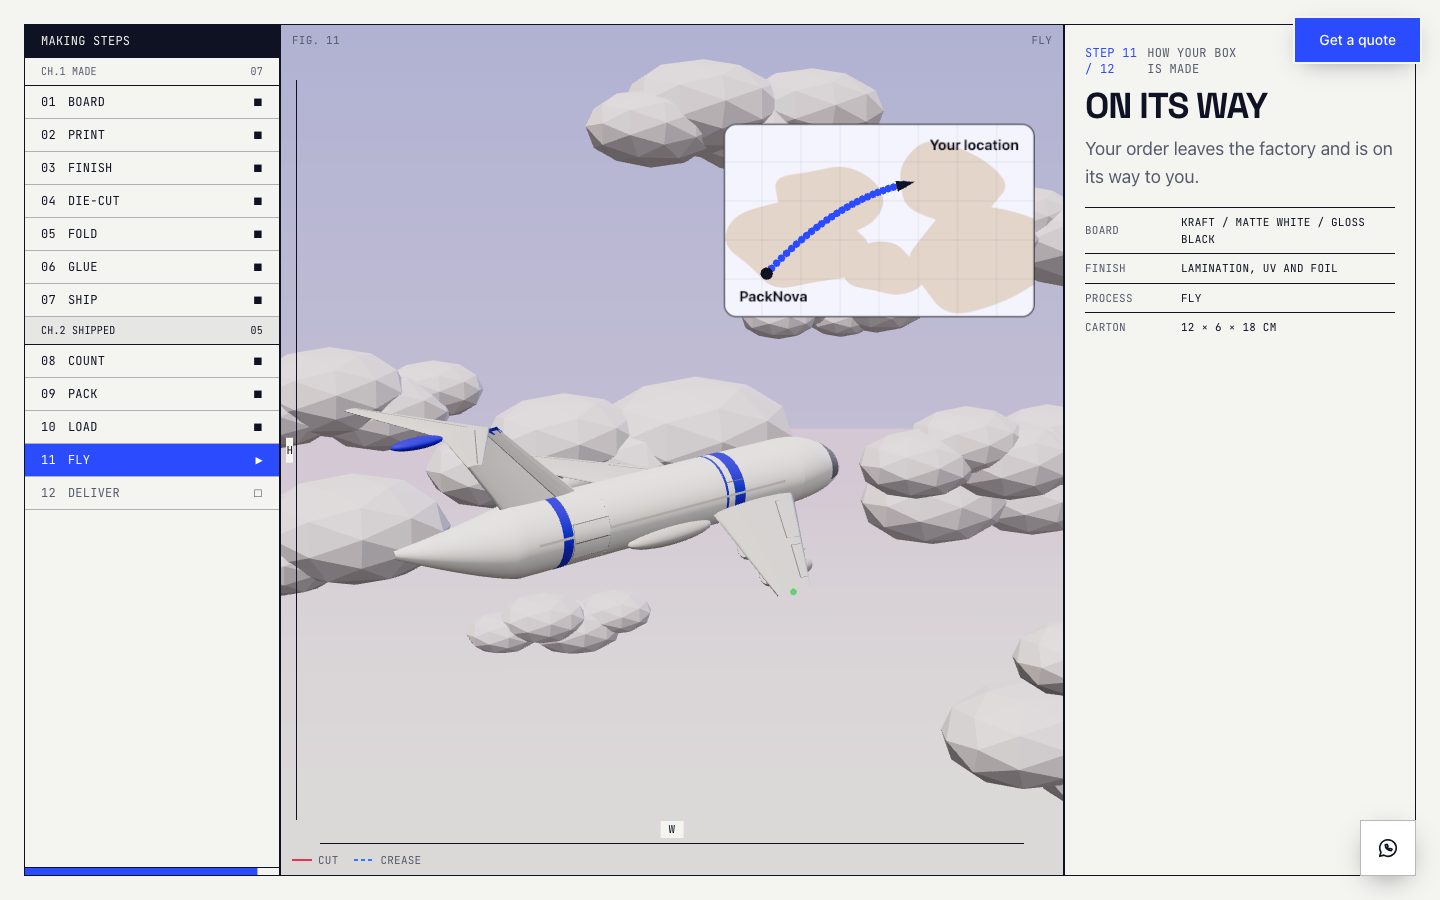 MAKING STEPS
CH.1 MADE 07
01 BOARD
02 PRINT
03 FINISH
04 DIE-CUT
05 FOLD
06 GLUE
07 SHIP
CH.2 SHIPPED 05
08 COUNT
09 PACK
10 LOAD
11 FLY
12 DELIVER
FIG. 11
FLY
Your location
PackNova
H
W
CUT
CREASE
Get a quote
STEP 11 / 12
HOW YOUR BOX IS MADE
ON ITS WAY
Your order leaves the factory and is on
its way to you.
BOARD KRAFT / MATTE WHITE / GLOSS
BLACK
FINISH LAMINATION, UV AND FOIL
PROCESS FLY
CARTON 12 × 6 × 18 CM